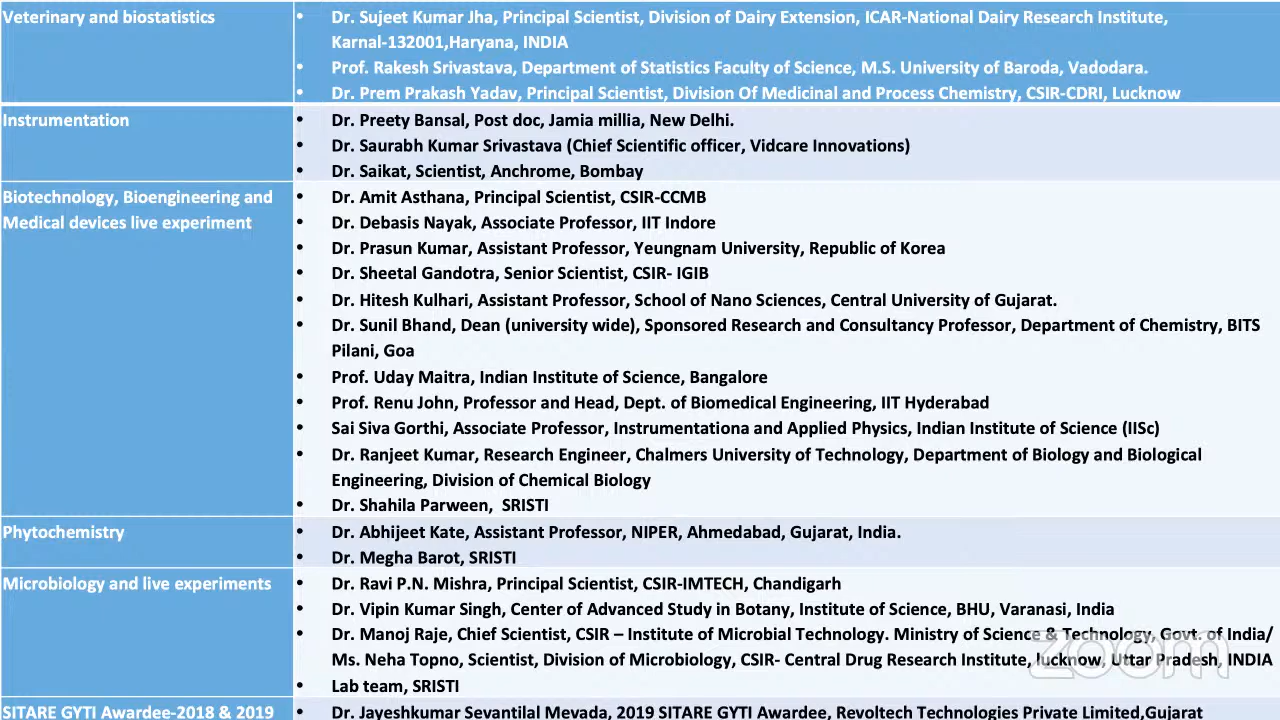 Veterinary and biostatistics
• Dr. Sujeet Kumar Jha, Principal Scientist, Division of Dairy Extension, ICAR-National Dairy Research Institute,
Karnal-132001,Haryana, INDIA
• Prof. Rakesh Srivastava, Department of Statistics Faculty of Science, M.S. University of Baroda, Vadodara.
• Dr. Prem Prakash Yadav, Principal Scientist, Division Of Medicinal and Process Chemistry, CSIR-CDRI, Lucknow
Instrumentation
• Dr. Preety Bansal, Post doc, Jamia millia, New Delhi.
• Dr. Saurabh Kumar Srivastava (Chief Scientific officer, Vidcare Innovations)
• Dr. Saikat, Scientist, Anchrome, Bombay
Biotechnology, Bioengineering and
Medical devices live experiment
• Dr. Amit Asthana, Principal Scientist, CSIR-CCMB
• Dr. Debasis Nayak, Associate Professor, IIT Indore
• Dr. Prasun Kumar, Assistant Professor, Yeungnam University, Republic of Korea
• Dr. Sheetal Gandotra, Senior Scientist, CSIR- IGIB
• Dr. Hitesh Kulhari, Assistant Professor, School of Nano Sciences, Central University of Gujarat.
• Dr. Sunil Bhand, Dean (university wide), Sponsored Research and Consultancy Professor, Department of Chemistry, BITS
Pilani, Goa
• Prof. Uday Maitra, Indian Institute of Science, Bangalore
• Prof. Renu John, Professor and Head, Dept. of Biomedical Engineering, IIT Hyderabad
• Sai Siva Gorthi, Associate Professor, Instrumentationa and Applied Physics, Indian Institute of Science (IISc)
• Dr. Ranjeet Kumar, Research Engineer, Chalmers University of Technology, Department of Biology and Biological
Engineering, Division of Chemical Biology
• Dr. Shahila Parween, SRISTI
Phytochemistry
• Dr. Abhijeet Kate, Assistant Professor, NIPER, Ahmedabad, Gujarat, India.
• Dr. Megha Barot, SRISTI
Microbiology and live experiments
• Dr. Ravi P.N. Mishra, Principal Scientist, CSIR-IMTECH, Chandigarh
• Dr. Vipin Kumar Singh, Center of Advanced Study in Botany, Institute of Science, BHU, Varanasi, India
• Dr. Manoj Raje, Chief Scientist, CSIR – Institute of Microbial Technology. Ministry of Science & Technology, Govt. of India/
Ms. Neha Topno, Scientist, Division of Microbiology, CSIR- Central Drug Research Institute, lucknow, Uttar Pradesh, INDIA
• Lab team, SRISTI
zoom
SITARE GYTI Awardee-2018 & 2019
• Dr. Jayeshkumar Sevantilal Mevada, 2019 SITARE GYTI Awardee, Revoltech Technologies Private Limited,Gujarat